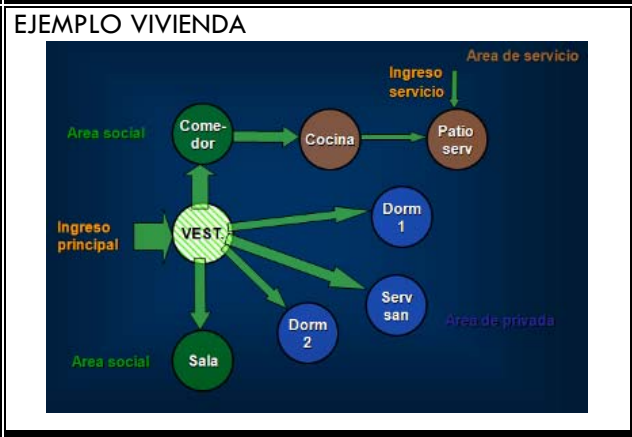 EJEMPLO VIVIENDA
Area de servicio
Ingreso
servicio
Area social
Come-
dor
Cocina
Patio
serv
Ingreso
principal
VEST.
Dorm
1
Serv
san
Area de privada
Dorm
2
Area social
Sala